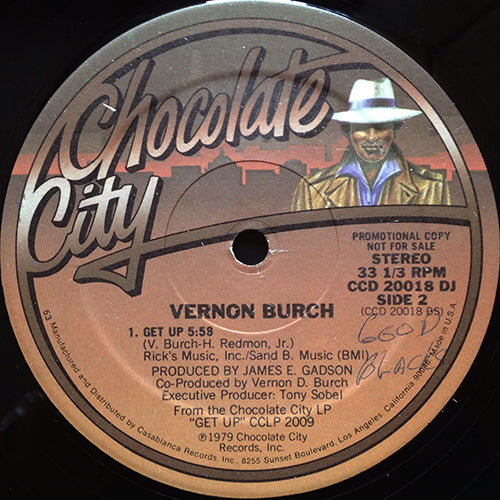 Chocolate
City
PROMOTIONAL COPY
NOT FOR SALE
STEREO
33 1/3 RPM
CCD 20018 DJ
SIDE 2
(CCD 20018 DS)
VERNON BURCH
1. GET UP 5:58
(V. Burch-H. Redmon, Jr.)
Rick's Music, Inc./Sand B. Music (BMI)
PRODUCED BY JAMES E. GADSON
Co-Produced by Vernon D. Burch
Executive Producer: Tony Sobel
From the Chocolate City LP
"GET UP" CCLP 2009
℗1979 Chocolate City
Records, Inc.
GOOD
BLACK
53 Manufactured and Distributed by Casablanca Records, Inc., 8255 Sunset Boulevard, Los Angeles, California 90046 Made in U.S.A.